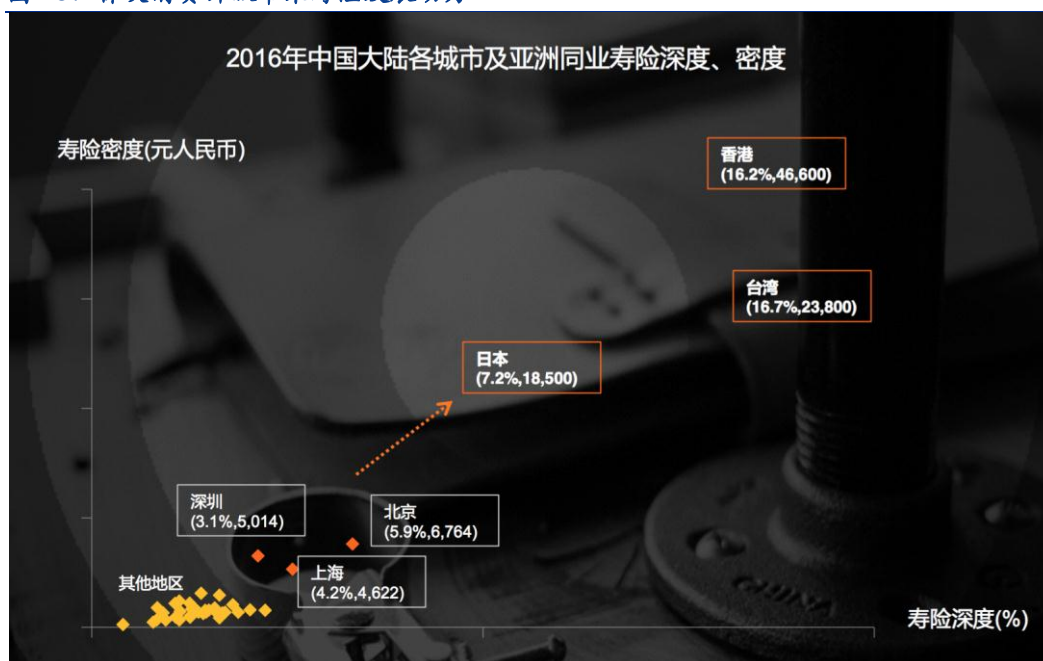 2016年中国大陆各城市及亚洲同业寿险深度、密度
寿险密度(元人民币)
香港
(16.2%,46,600)
台湾
(16.7%,23,800)
日本
(7.2%,18,500)
深圳
(3.1%,5,014)
北京
(5.9%,6,764)
上海
(4.2%,4,622)
其他地区
寿险深度(%)